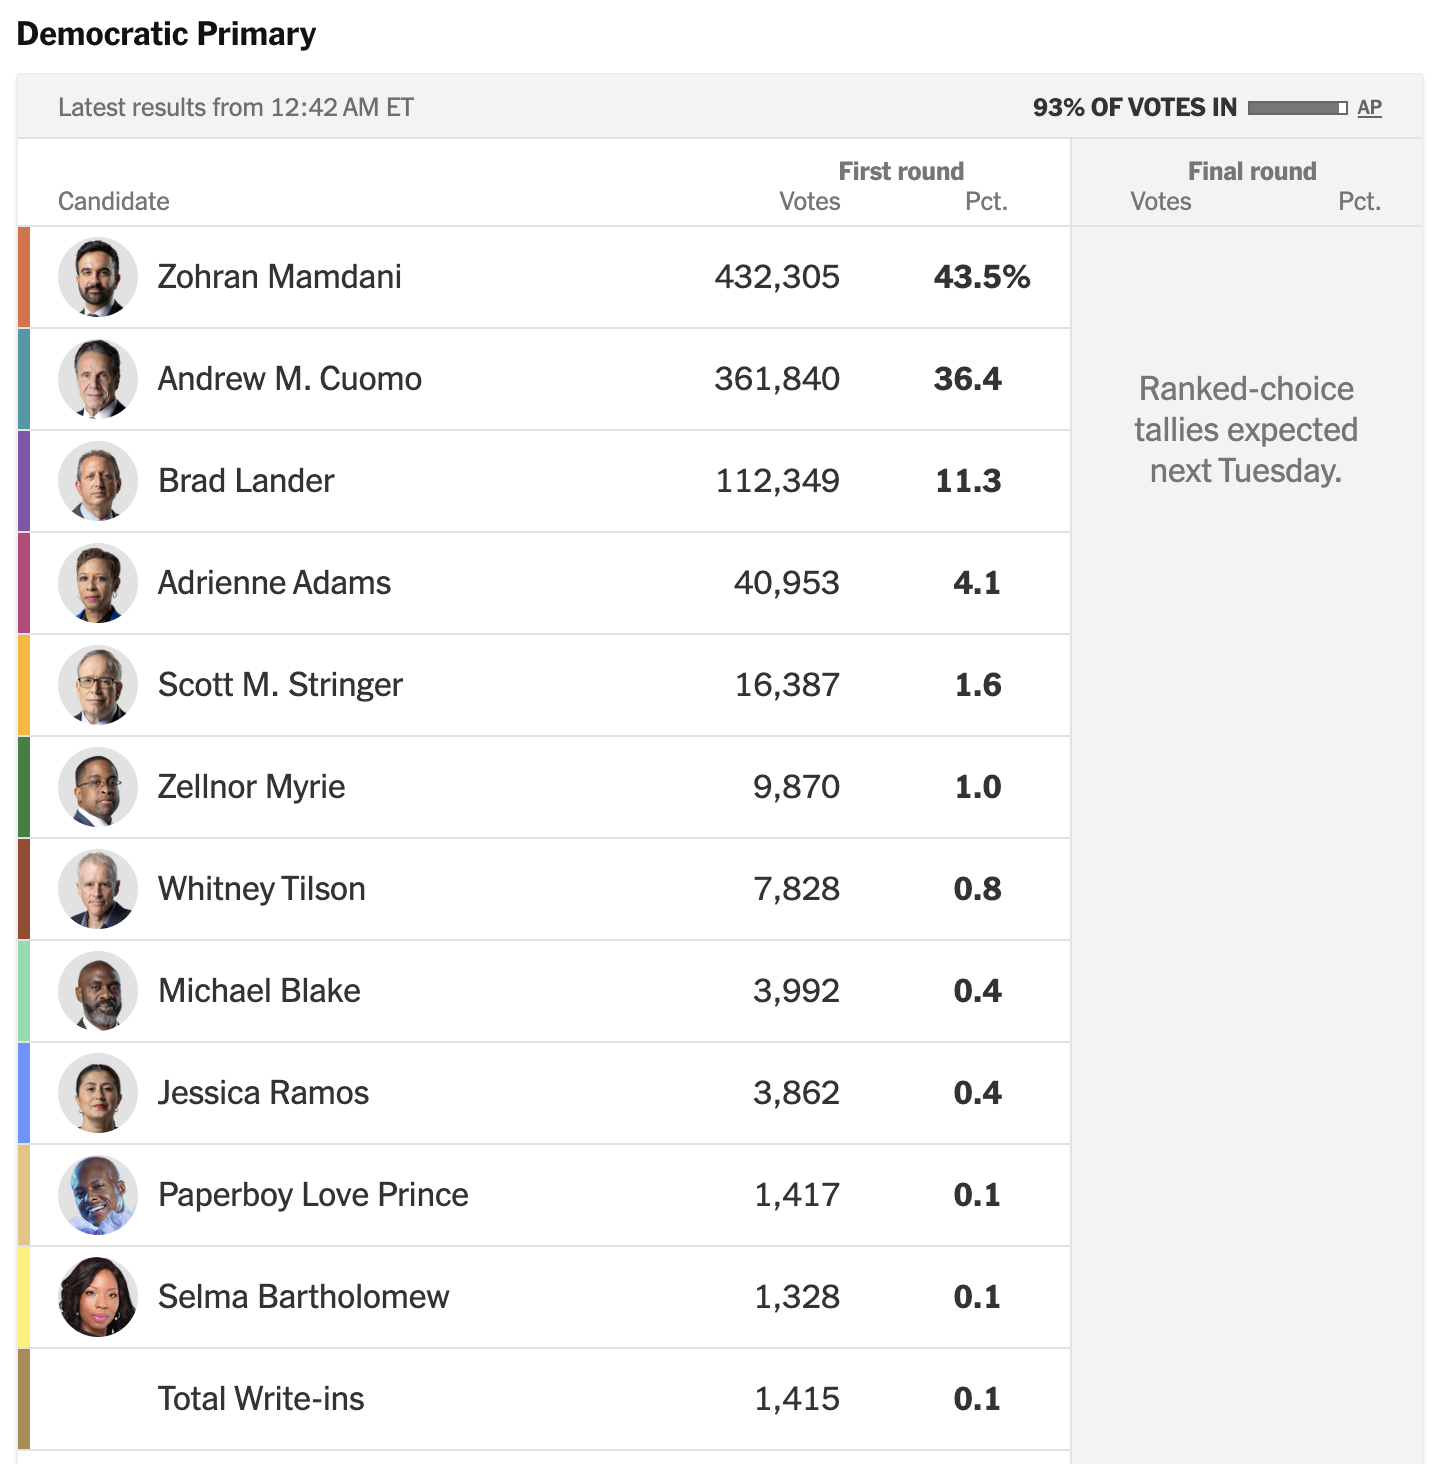 Democratic Primary
Latest results from 12:42 AM ET 93% OF VOTES IN AP
First round Final round
Candidate Votes Pct. Votes Pct.
Zohran Mamdani 432,305 43.5%
Andrew M. Cuomo 361,840 36.4
Ranked-choice
tallies expected
next Tuesday.
Brad Lander 112,349 11.3
Adrienne Adams 40,953 4.1
Scott M. Stringer 16,387 1.6
Zellnor Myrie 9,870 1.0
Whitney Tilson 7,828 0.8
Michael Blake 3,992 0.4
Jessica Ramos 3,862 0.4
Paperboy Love Prince 1,417 0.1
Selma Bartholomew 1,328 0.1
Total Write-ins 1,415 0.1